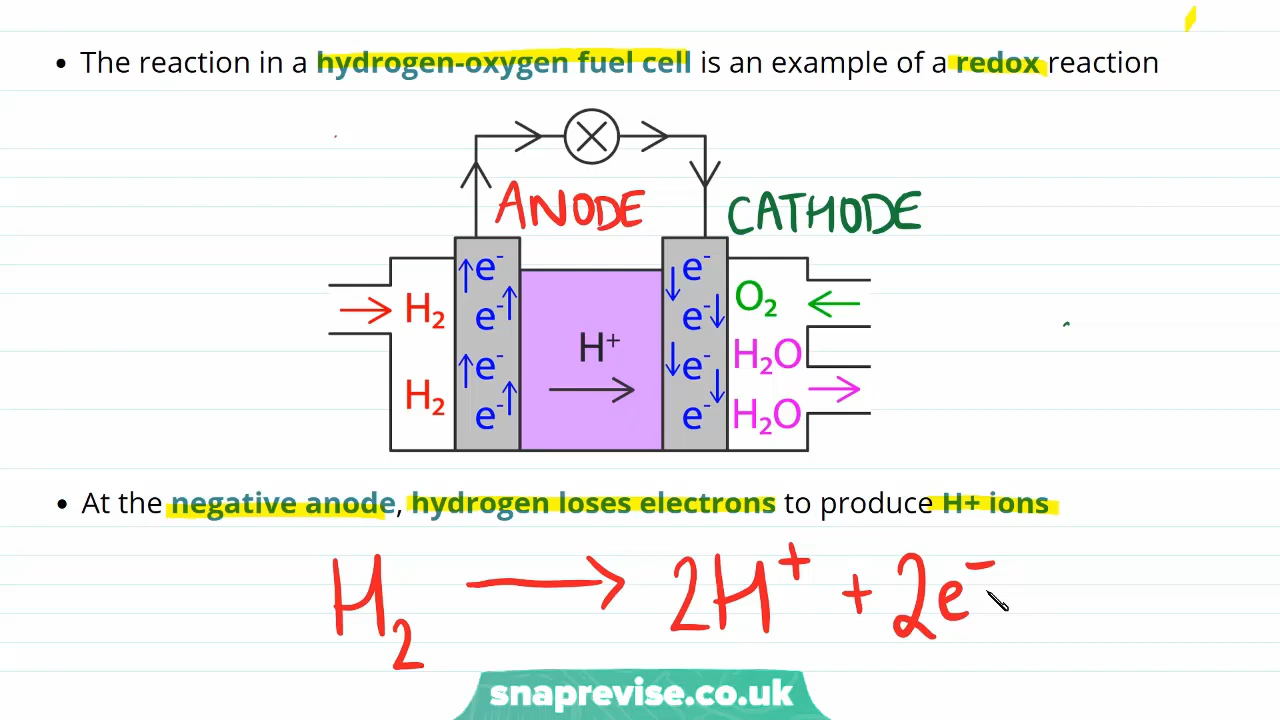 • The reaction in a hydrogen-oxygen fuel cell is an example of a redox reaction
ANODE CATHODE
e⁻ e⁻
H₂ e⁻ e⁻ O₂
H⁺
e⁻ e⁻ H₂O
H₂ e⁻ e⁻ H₂O
• At the negative anode, hydrogen loses electrons to produce H+ ions
H₂ → 2H⁺ + 2e⁻
snaprevise.co.uk